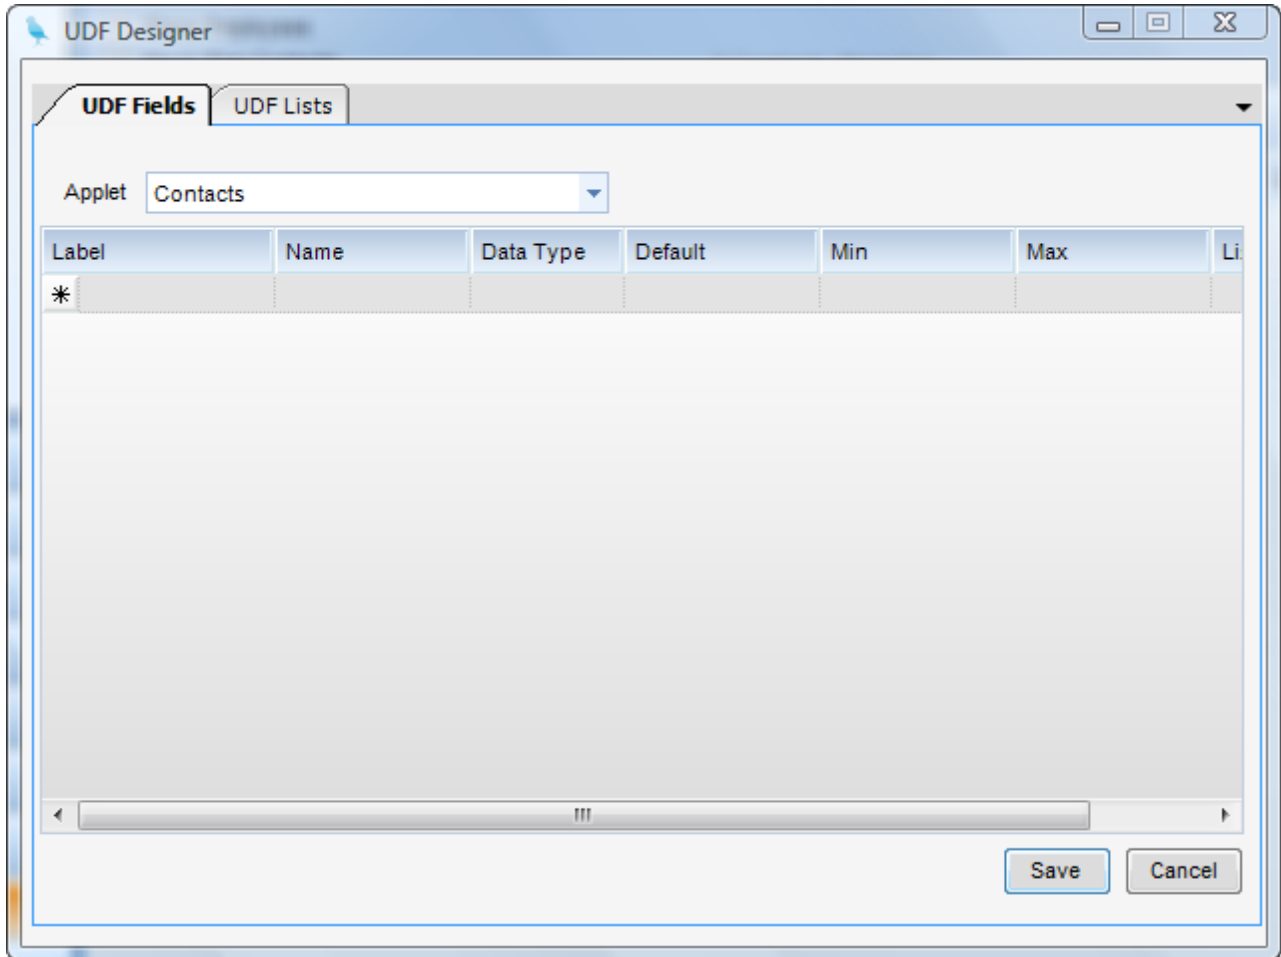 UDF Designer
UDF Fields UDF Lists
Applet Contacts
Label Name Data Type Default Min Max
Save Cancel